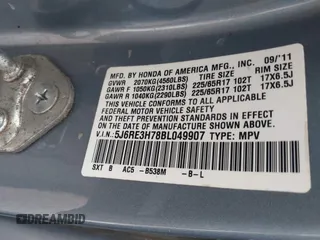 MFD. BY HONDA OF AMERICA MFG., INC. 09/'11
GVWR 2070KG(4560LBS) TIRE SIZE RIM SIZE
GAWR F 1050KG(2310LBS) 225/65R17 102T 17X6.5J
GAWR R 1040KG(2290LBS) 225/65R17 102T 17X6.5J
THIS VEHICLE CONFORMS TO ALL APPLICABLE FEDERAL MOTOR
VEHICLE SAFETY, BUMPER, AND THEFT PREVENTION STANDARDS
IN EFFECT ON THE DATE OF MANUFACTURE SHOWN ABOVE.
V.I.N: 5J6RE3H78BL049907 TYPE: MPV
SXT B AC5 -B538M -B-L
DREAMBID